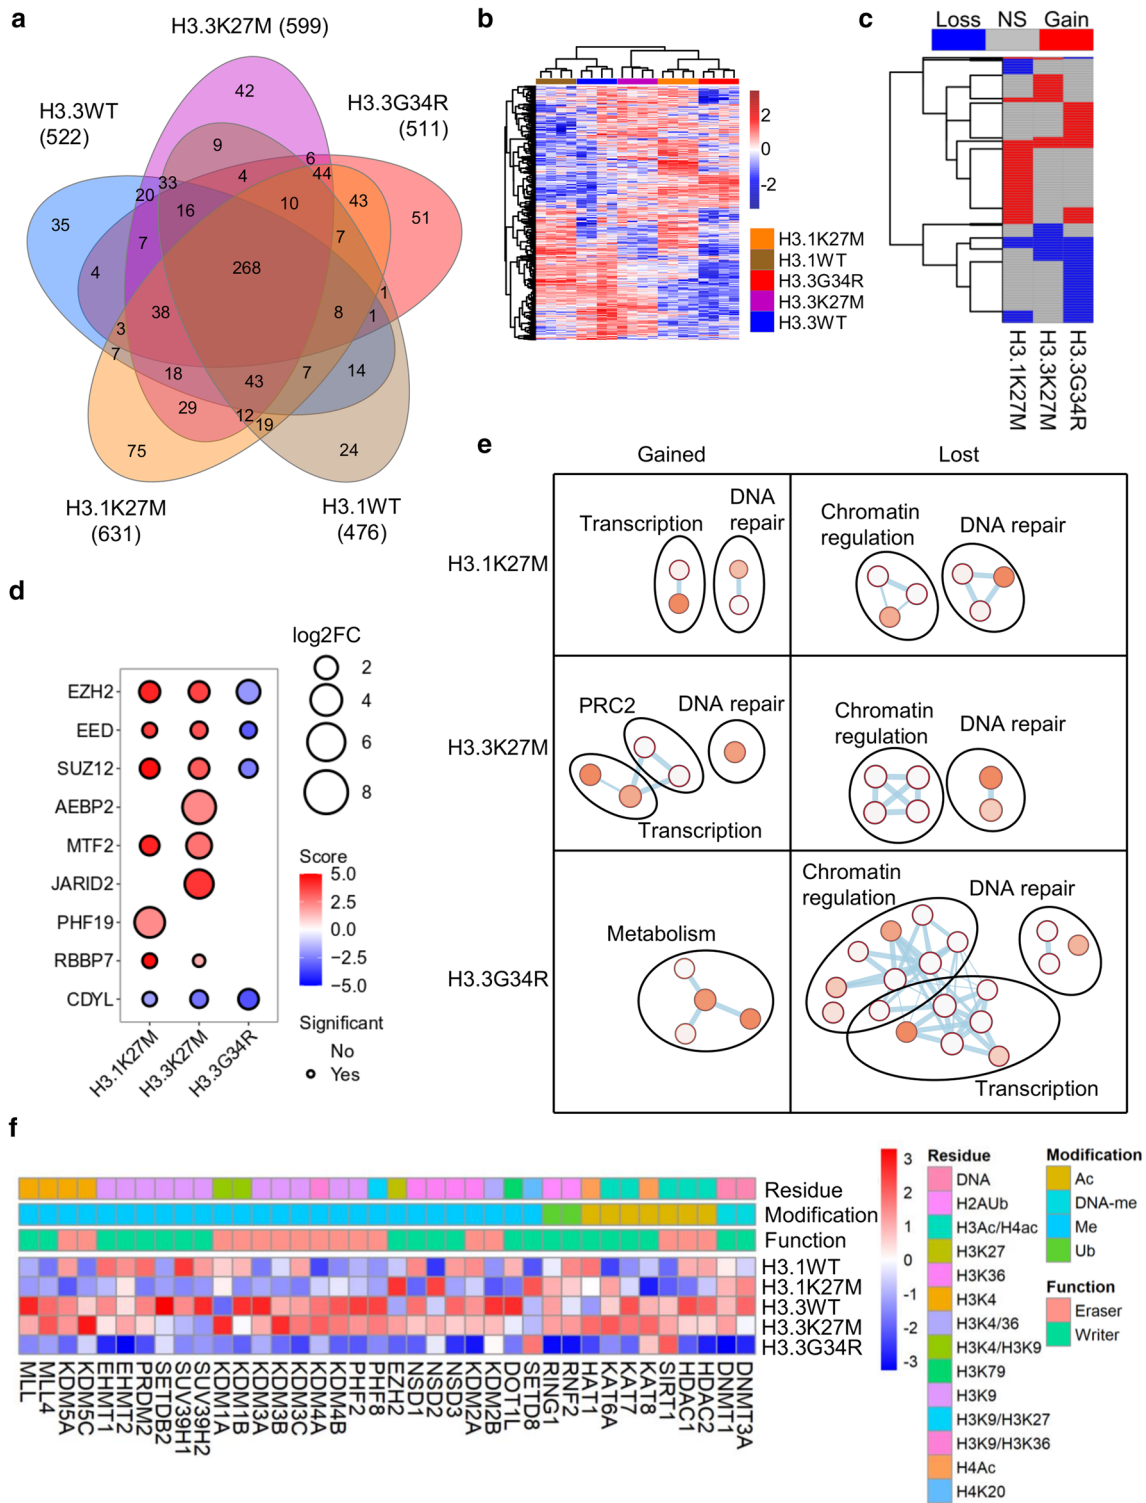 a
H3.3K27M (599)
H3.3WT
(522)
H3.3G34R
(511)
42
9
6
33
20
4
44
16
10
43
51
35
7
7
268
4
1
38
8
1
3
7
18
43
7
14
29
12
19
75
24
H3.1K27M
(631)
H3.1WT
(476)
b
2
0
-2
H3.1K27M
H3.1WT
H3.3G34R
H3.3K27M
H3.3WT
c
Loss NS Gain
H3.1K27M
H3.3K27M
H3.3G34R
d
EZH2
EED
SUZ12
AEBP2
MTF2
JARID2
PHF19
RBBP7
CDYL
H3.1K27M
H3.3K27M
H3.3G34R
log2FC
2
4
6
8
Score
5.0
2.5
−0.0
−2.5
−5.0
Significant
No
Yes
e
Gained
Lost
H3.1K27M
Transcription
DNA
repair
Chromatin
regulation
DNA repair
H3.3K27M
PRC2
DNA repair
Transcription
Chromatin
regulation
DNA repair
H3.3G34R
Metabolism
Chromatin
regulation
DNA repair
Transcription
f
Residue
Modification
Function
H3.1WT
H3.1K27M
H3.3WT
H3.3K27M
H3.3G34R
MLL
MLL4
KDM5A
KDM5C
EHMT1
EHMT2
PRDM2
SETDB2
SUV39H1
SUV39H2
KDM1A
KDM1B
KDM3A
KDM3B
KDM3C
KDM4A
KDM4B
PHF2
PHF8
EZH2
NSD1
NSD2
NSD3
KDM2A
KDM2B
DOT1L
SETD8
RING1
RNF2
HAT1
KAT6A
KAT7
KAT8
SIRT1
HDAC1
HDAC2
DNMT1
DNMT3A
3
2
1
0
-1
-2
-3
Residue
DNA
H2AUb
H3Ac/H4ac
H3K27
H3K36
H3K4
H3K4/36
H3K4/H3K9
H3K79
H3K9
H3K9/H3K27
H3K9/H3K36
H4Ac
H4K20
Modification
Ac
DNA-me
Me
Ub
Function
Eraser
Writer